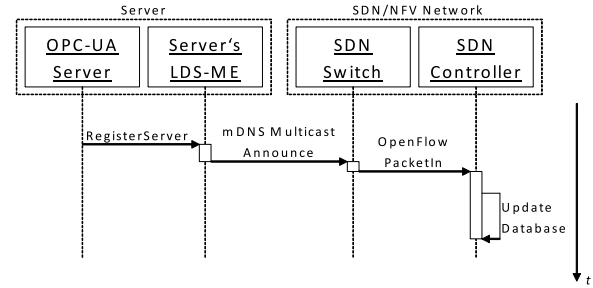 Server
SDN/NFV Network
OPC-UA
Server
Server‘s
LDS-ME
SDN
Switch
SDN
Controller
RegisterServer
mDNS Multicast
Announce
OpenFlow
PacketIn
Update
Database
t